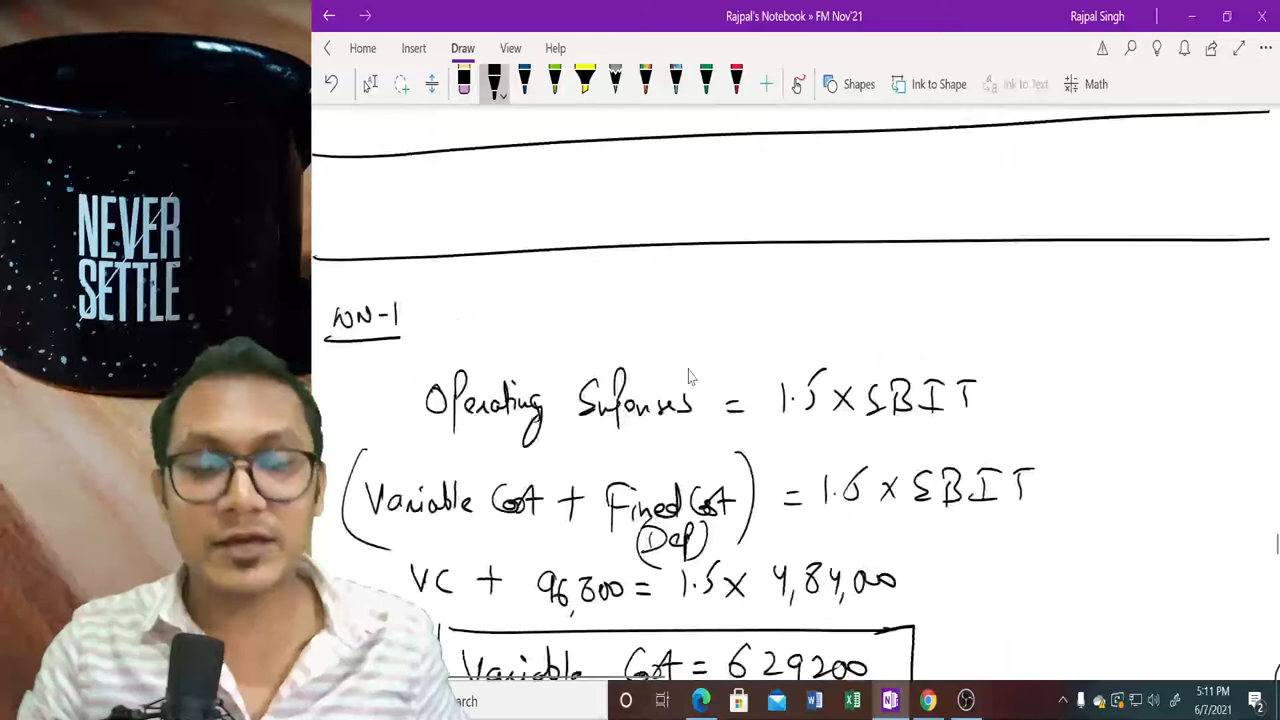 Rajpal's Notebook » FM Nov'21
Rajpal Singh
Home Insert Draw View Help
Shapes Ink to Shape Ink to Text Math
NEVER
SETTLE
WN-1
Operating Expenses = 1.5 x EBIT
(Variable Cost + Fixed Cost) = 1.5 x EBIT
(Dep)
VC + 96,800 = 1.5 x 4,84,000
Variable Cost = 629200
earch
5:11 PM
6/7/2021
2